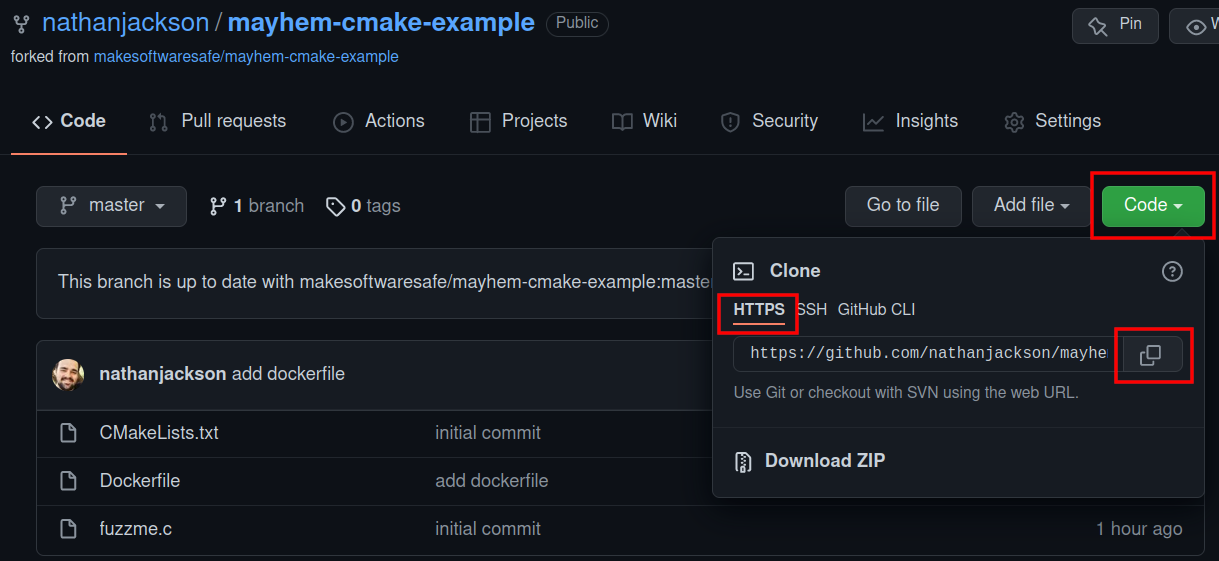 nathanjackson / mayhem-cmake-example Public
Pin
W
forked from makesoftwaresafe/mayhem-cmake-example
Code Pull requests Actions Projects Wiki Security Insights Settings
master 1 branch 0 tags Go to file Add file Code
This branch is up to date with makesoftwaresafe/mayhem-cmake-example:master
Clone
HTTPS SSH GitHub CLI
https://github.com/nathanjackson/mayhe
Use Git or checkout with SVN using the web URL.
Download ZIP
nathanjackson add dockerfile
CMakeLists.txt initial commit
Dockerfile add dockerfile
fuzzme.c initial commit 1 hour ago